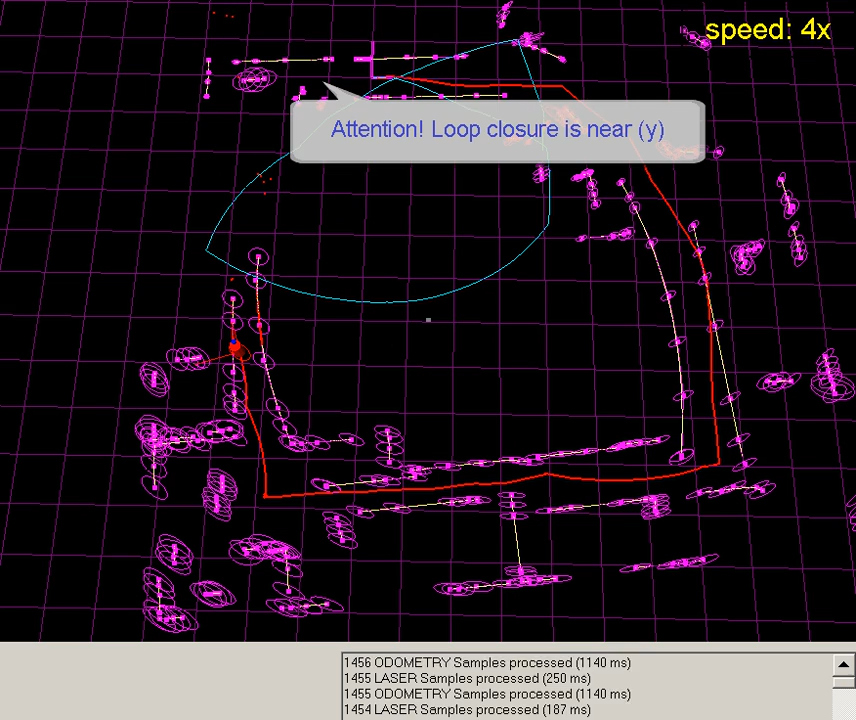 speed: 4x
Attention! Loop closure is near (y)
1456 ODOMETRY Samples processed (1140 ms)
1455 LASER Samples processed (250 ms)
1455 ODOMETRY Samples processed (1140 ms)
1454 LASER Samples processed (187 ms)